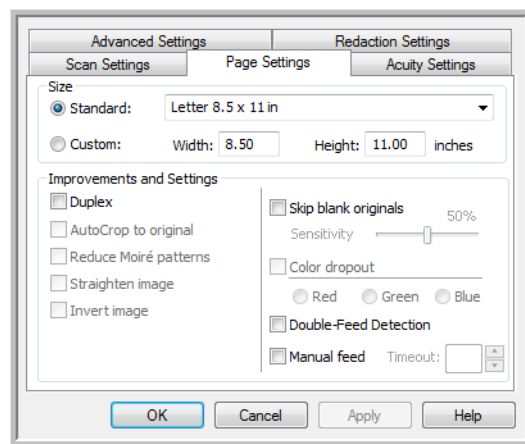 Advanced Settings Redaction Settings
Scan Settings Page Settings Acuity Settings
Size
Standard: Letter 8.5 x 11 in
Custom: Width: 8.50 Height: 11.00 inches
Improvements and Settings
Duplex
AutoCrop to original
Reduce Moiré patterns
Straighten image
Invert image
Skip blank originals 50%
Sensitivity
Color dropout
Red Green Blue
Double-Feed Detection
Manual feed Timeout:
OK Cancel Apply Help